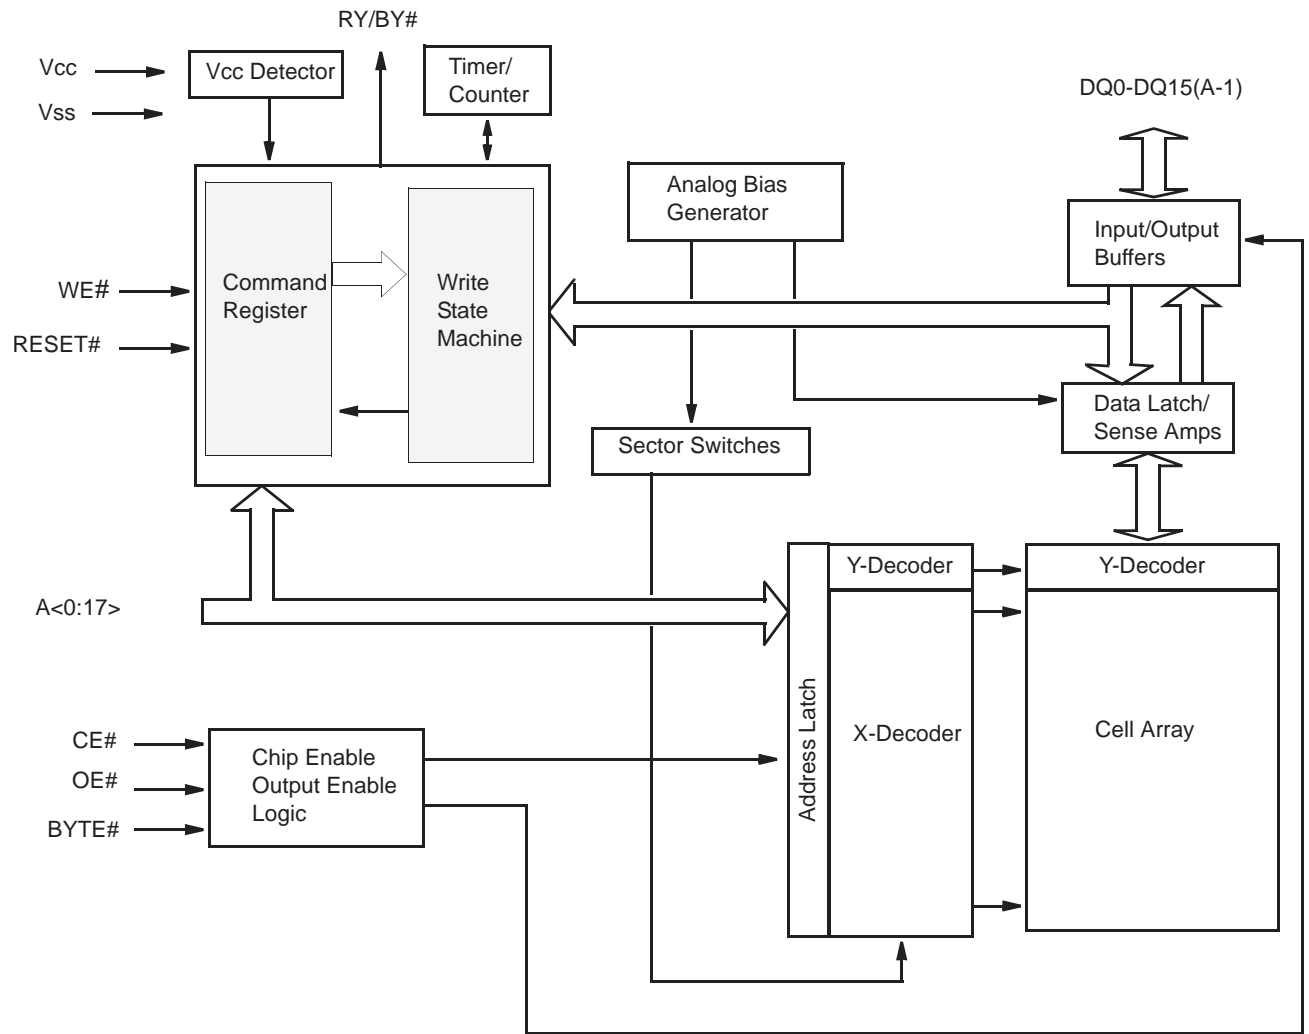 RY/BY#
Vcc
Vss
Vcc Detector
Timer/
Counter
DQ0-DQ15(A-1)
Analog Bias
Generator
Input/Output
Buffers
WE#
RESET#
Command
Register
Write
State
Machine
Data Latch/
Sense Amps
Sector Switches
A<0:17>
Y-Decoder
Y-Decoder
Address Latch
X-Decoder
Cell Array
CE#
OE#
BYTE#
Chip Enable
Output Enable
Logic